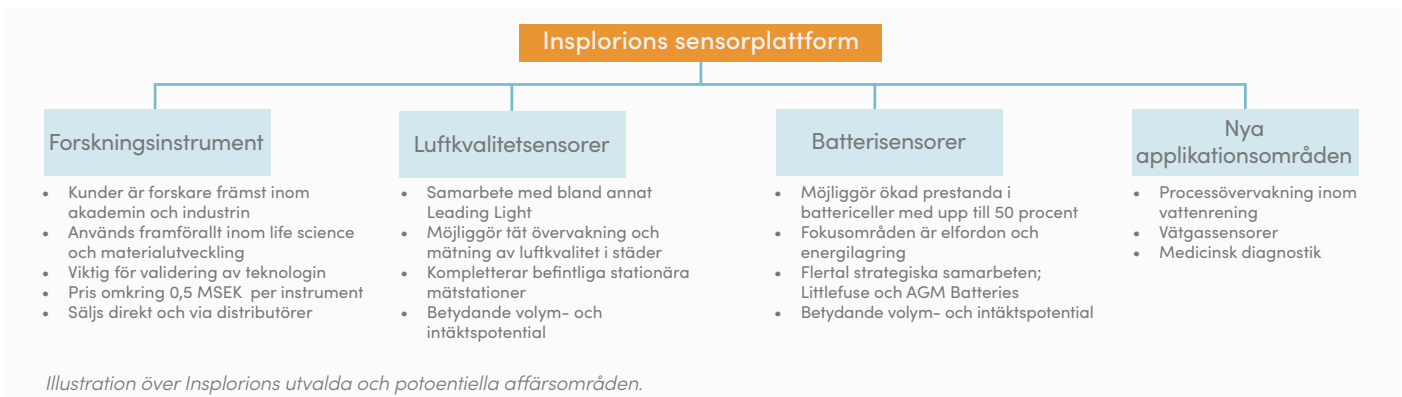 Insplorions sensorplattform
Forskningsinstrument
• Kunder är forskare främst inom
akademin och industrin
• Används framförallt inom life science
och materialutveckling
• Viktig för validering av teknologin
• Pris omkring 0,5 MSEK per instrument
• Säljs direkt och via distributörer
Luftkvalitetsensorer
• Samarbete med bland annat
Leading Light
• Möjliggör tät övervakning och
mätning av luftkvalitet i städer
• Kompletterar befintliga stationära
mätstationer
• Betydande volym- och
intäktspotential
Batterisensorer
• Möjliggör ökad prestanda i
battericeller med upp till 50 procent
• Fokusområden är elfordon och
energilagring
• Flertal strategiska samarbeten;
Littlefuse och AGM Batteries
• Betydande volym- och intäktspotential
Nya
applikationsområden
• Processövervakning inom
vattenrening
• Vätgassensorer
• Medicinsk diagnostik
Illustration över Insplorions utvalda och potoentiella affärsområden.